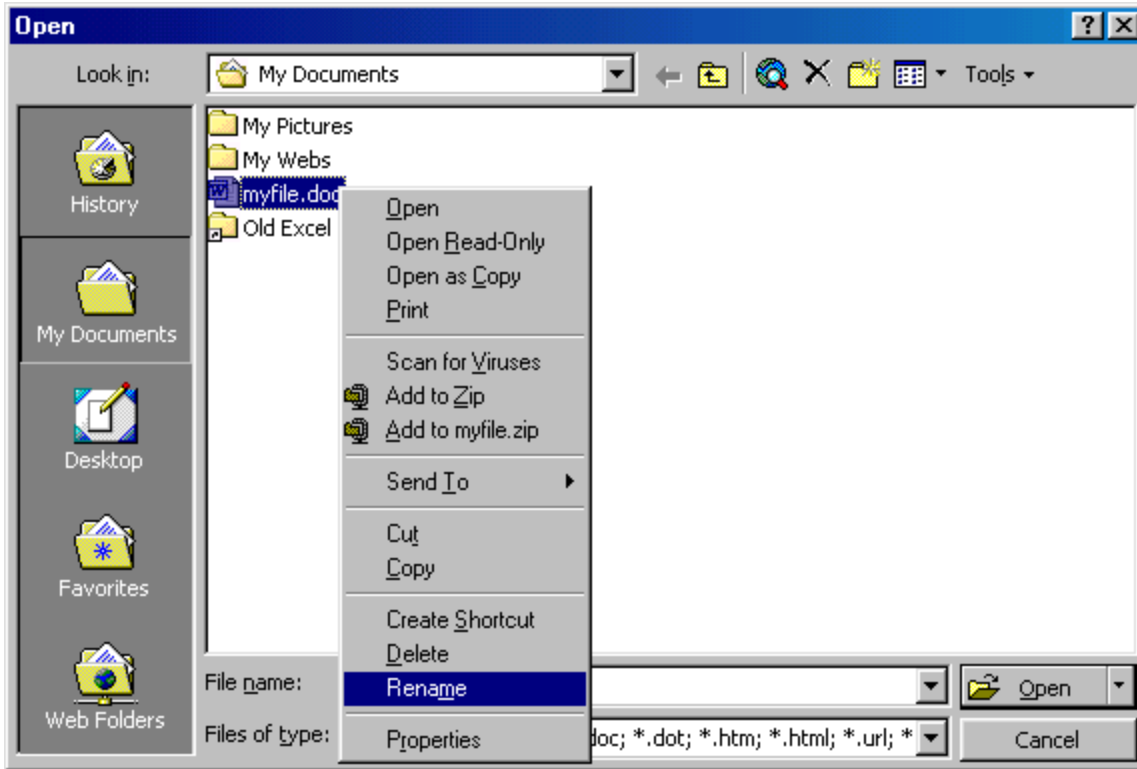 Open
Look in:
My Documents
Tools
History
My Documents
Desktop
Favorites
Web Folders
My Pictures
My Webs
myfile.doc
Old Excel
Open
Open Read-Only
Open as Copy
Print
Scan for Viruses
Add to Zip
Add to myfile.zip
Send To
Cut
Copy
Create Shortcut
Delete
Rename
Properties
File name:
Open
Files of type:
*.dot; *.htm; *.html; *.url; *
Cancel